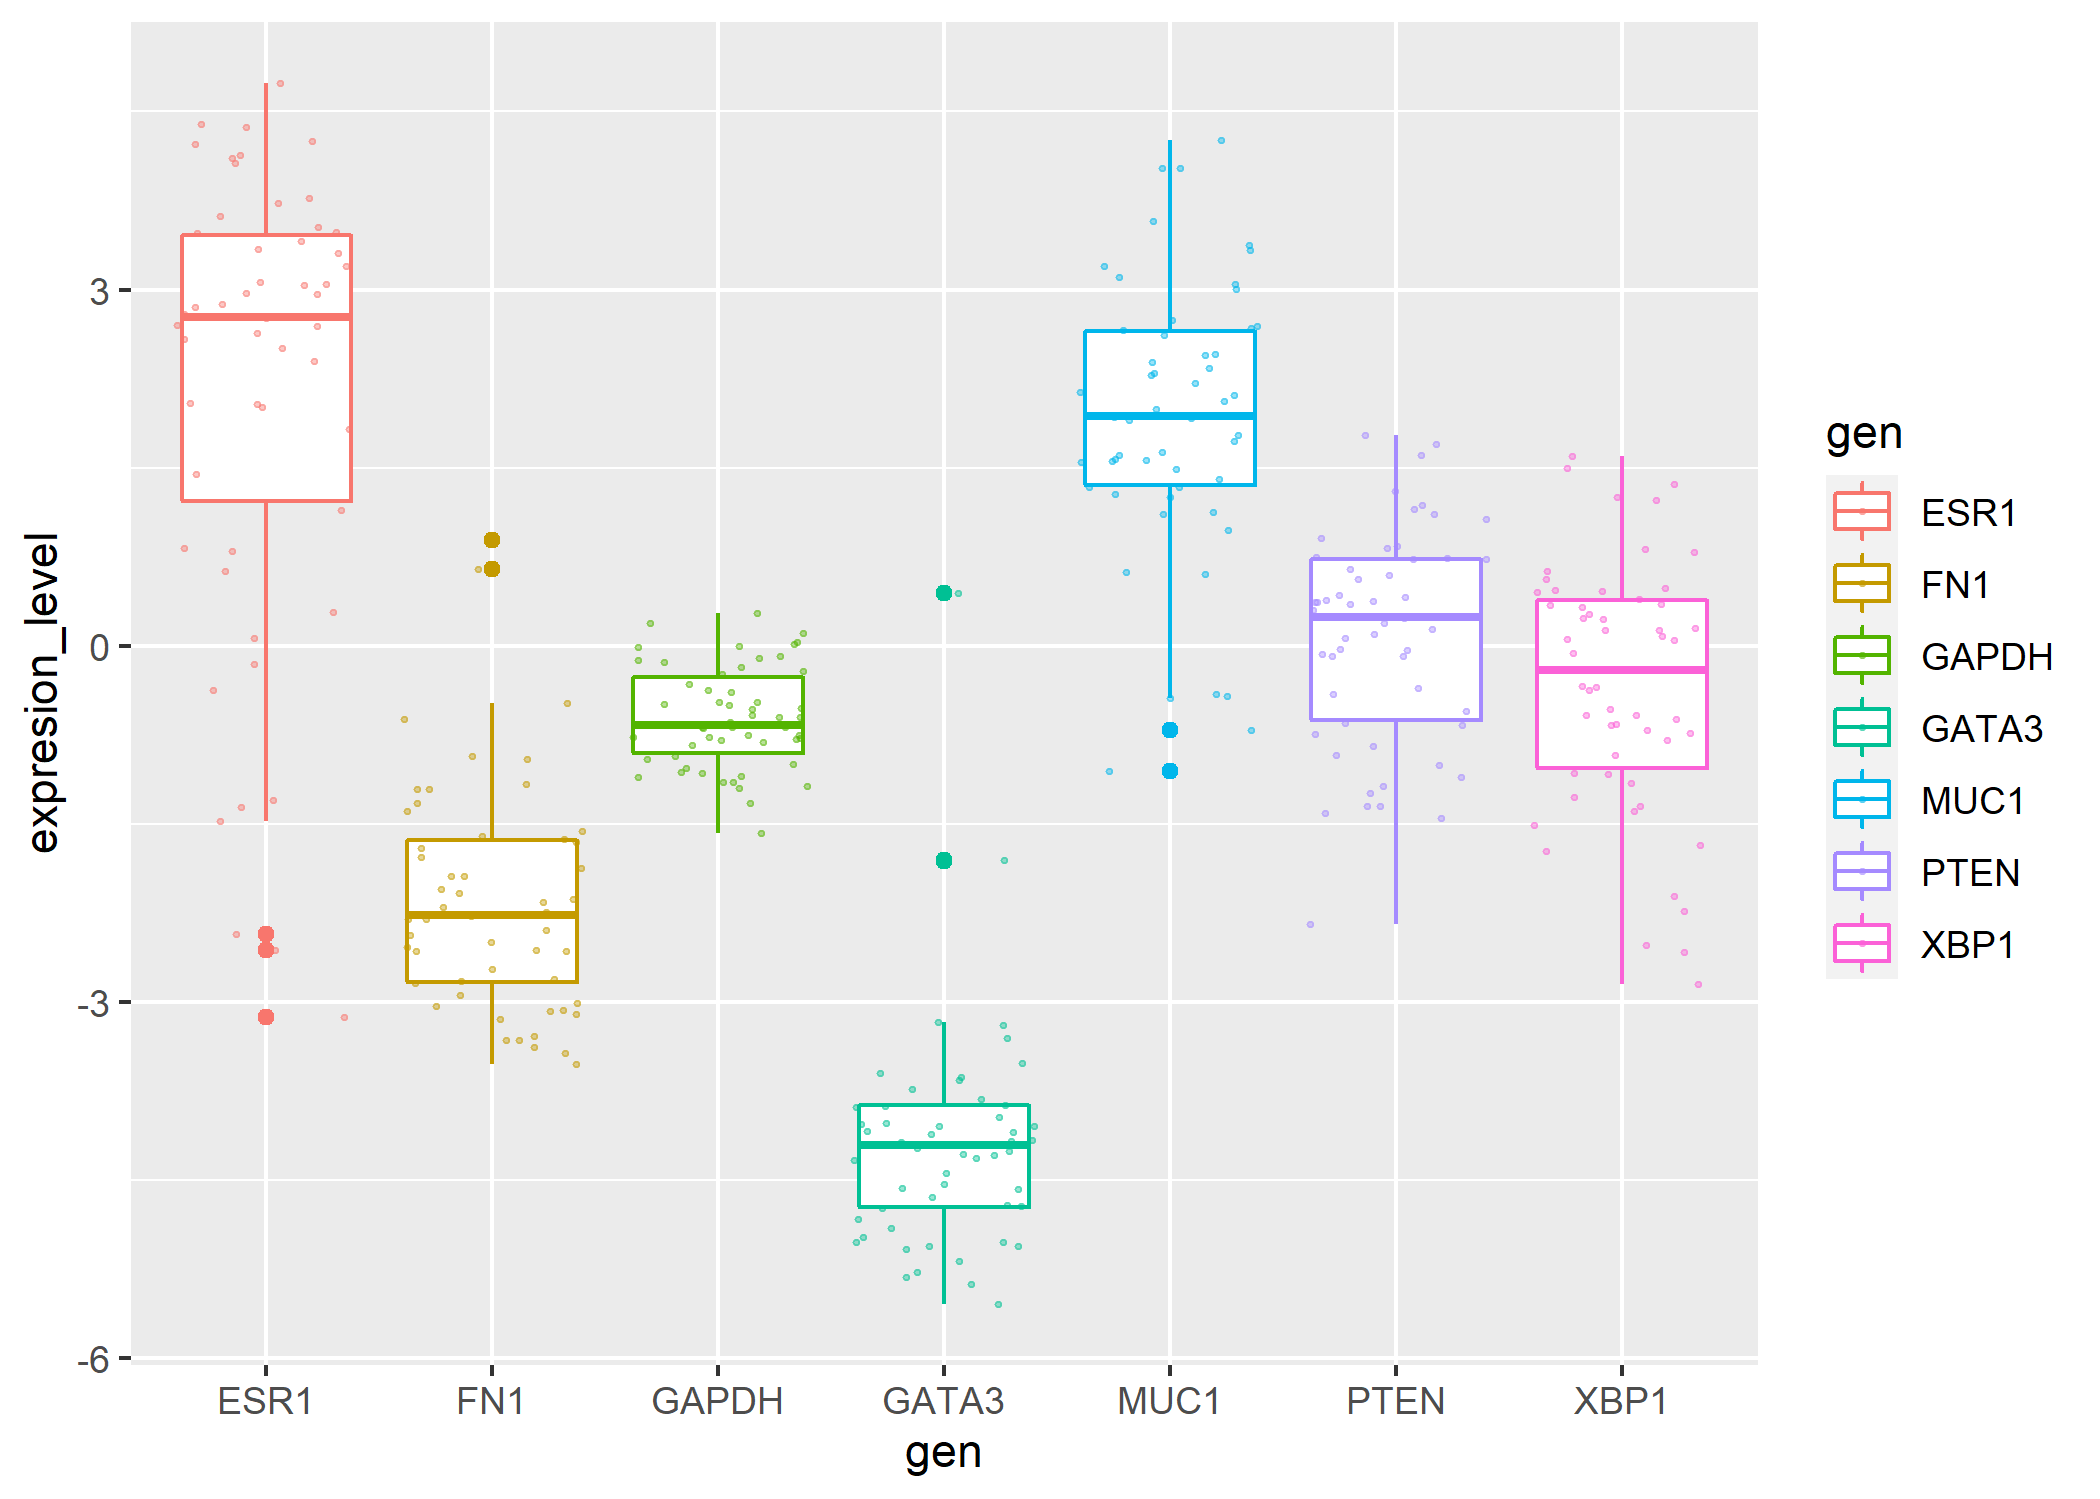 expresion_level
3
0
-3
-6
ESR1 FN1 GAPDH GATA3 MUC1 PTEN XBP1
gen
gen
ESR1
FN1
GAPDH
GATA3
MUC1
PTEN
XBP1